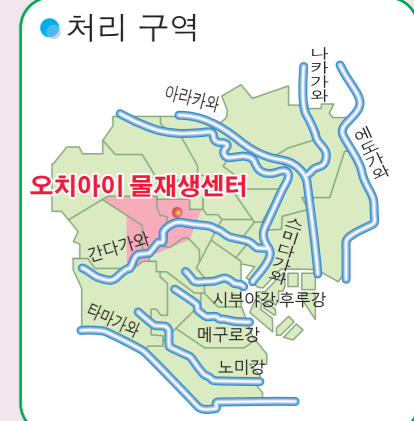 처리 구역
나카가와
아라카와
에도가와
오치아이 물재생센터
스미다가와
간다가와
시부야강·후루강
타마가와
메구로강
노미강